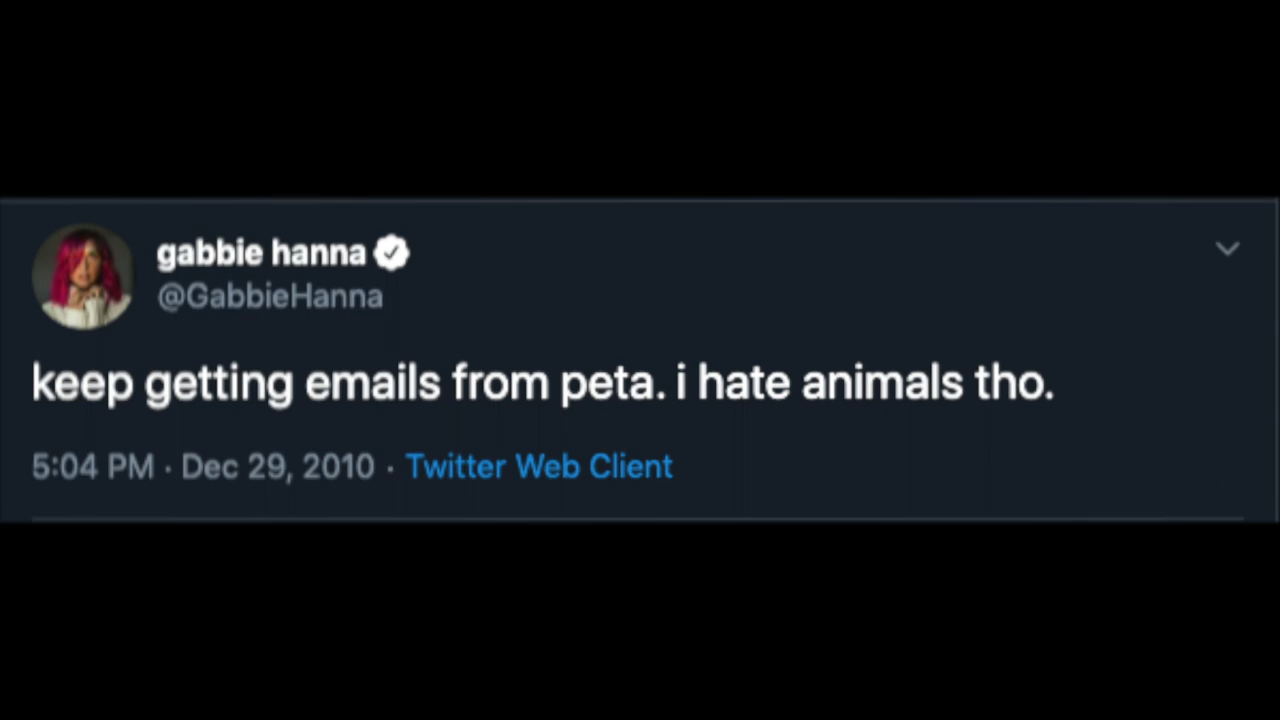 gabbie hanna
@GabbieHanna
keep getting emails from peta. i hate animals tho.
5:04 PM · Dec 29, 2010 · Twitter Web Client